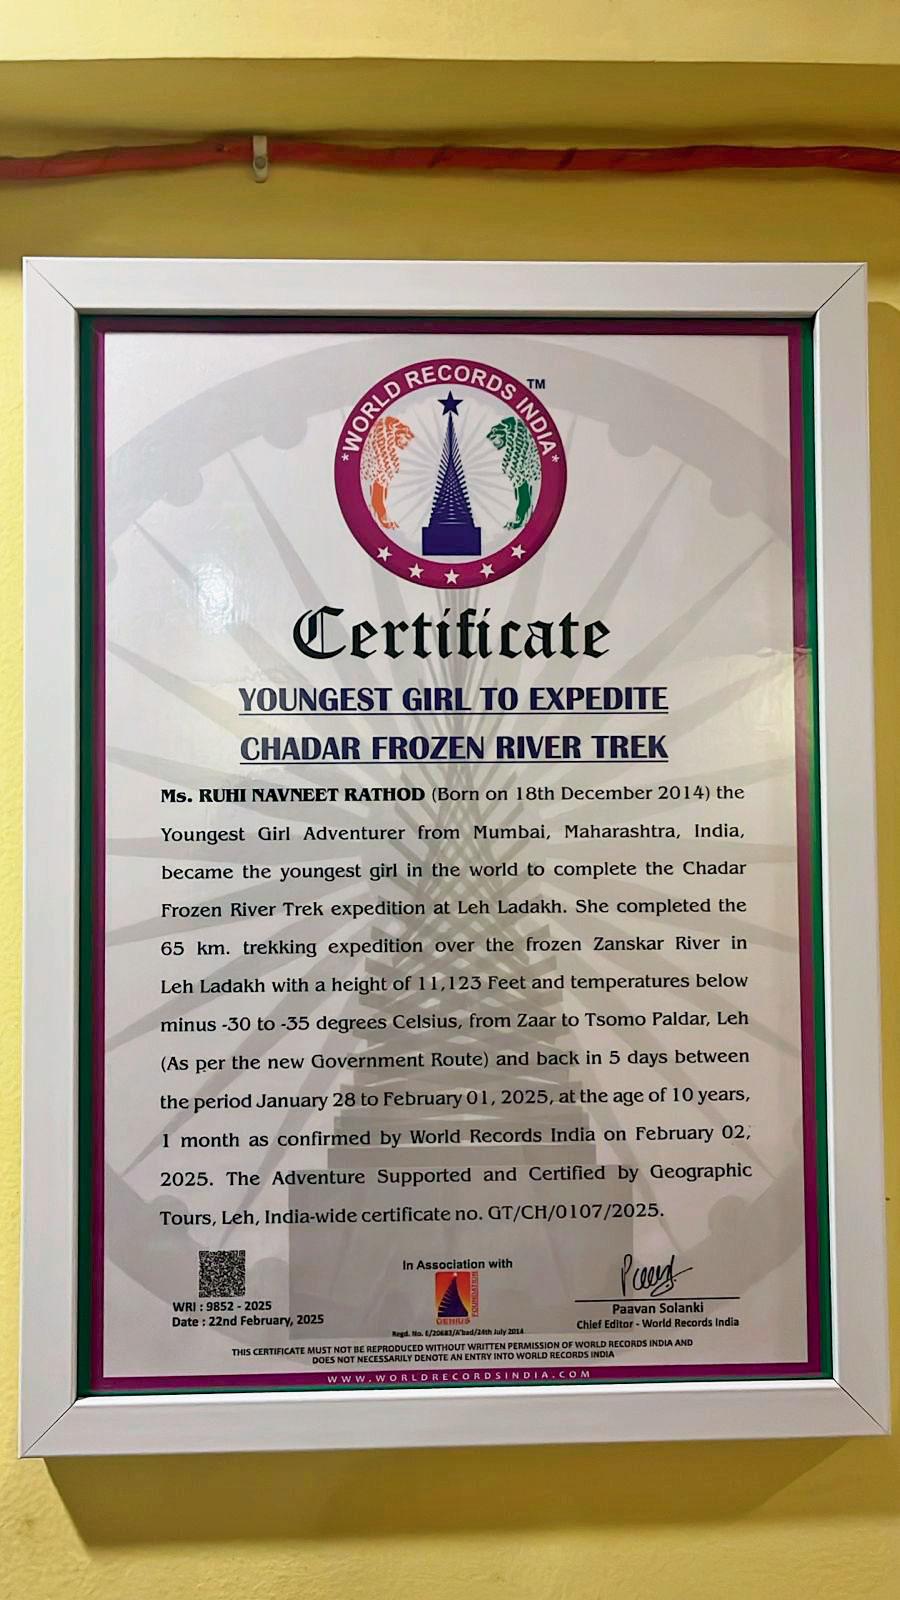 *WORLD RECORDS INDIA*
TM
Certificate
YOUNGEST GIRL TO EXPEDITE
CHADAR FROZEN RIVER TREK
Ms. RUHI NAVNEET RATHOD (Born on 18th December 2014) the
Youngest Girl Adventurer from Mumbai, Maharashtra, India,
became the youngest girl in the world to complete the Chadar
Frozen River Trek expedition at Leh Ladakh. She completed the
65 km. trekking expedition over the frozen Zanskar River in
Leh Ladakh with a height of 11,123 Feet and temperatures below
minus -30 to -35 degrees Celsius, from Zaar to Tsomo Paldar, Leh
(As per the new Government Route) and back in 5 days between
the period January 28 to February 01, 2025, at the age of 10 years,
1 month as confirmed by World Records India on February 02,
2025. The Adventure Supported and Certified by Geographic
Tours, Leh, India-wide certificate no. GT/CH/0107/2025.
WRI : 9852 - 2025
Date : 22nd February, 2025
In Association with
GENIUS
FOUNDATION
Regd. No. E/20683/A'bad/24th July 2014
Paavan Solanki
Chief Editor - World Records India
THIS CERTIFICATE MUST NOT BE REPRODUCED WITHOUT WRITTEN PERMISSION OF WORLD RECORDS INDIA AND
DOES NOT NECESSARILY DENOTE AN ENTRY INTO WORLD RECORDS INDIA
WWW.WORLDRECORDSINDIA.COM